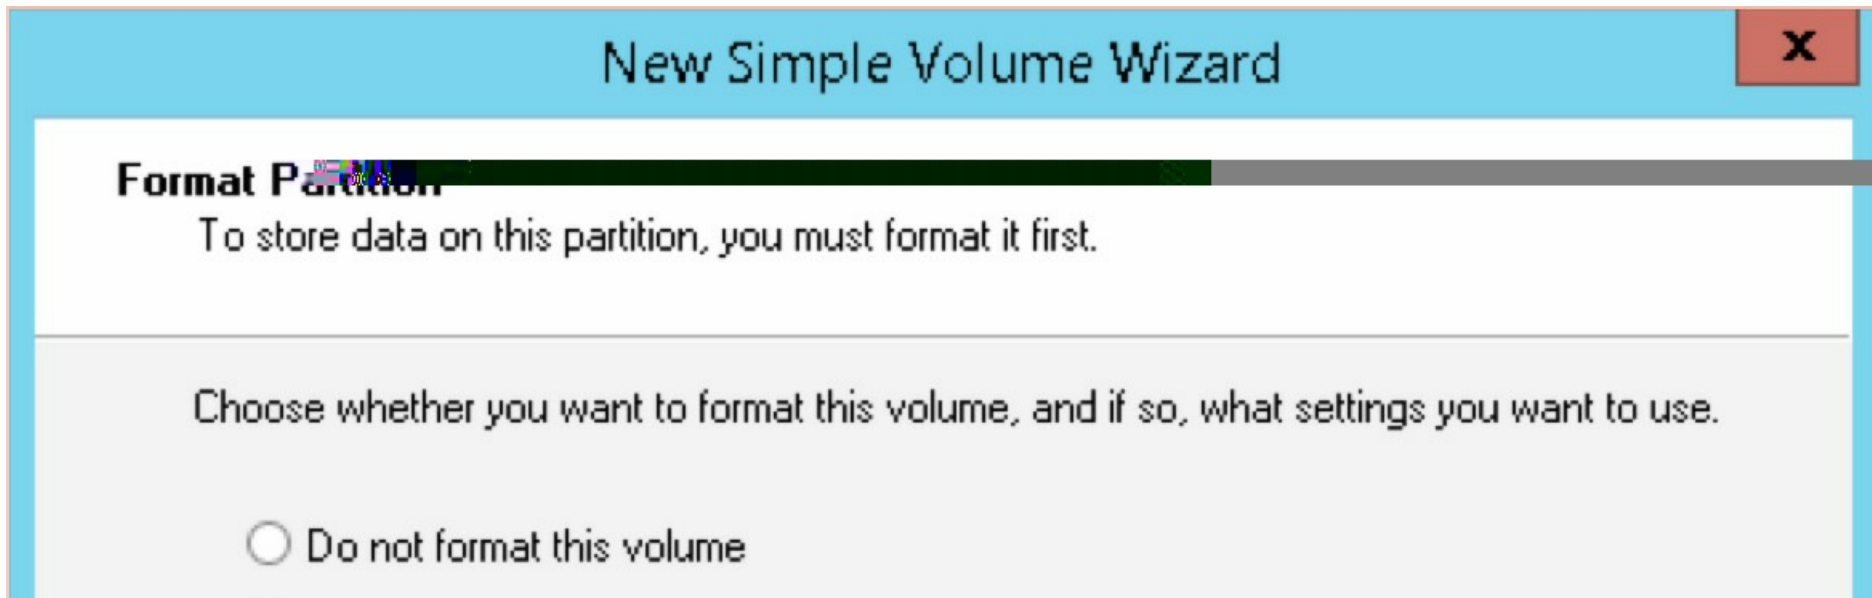 New Simple Volume Wizard
x
Format Partition
To store data on this partition, you must format it first.
Choose whether you want to format this volume, and if so, what settings you want to use.
Do not format this volume